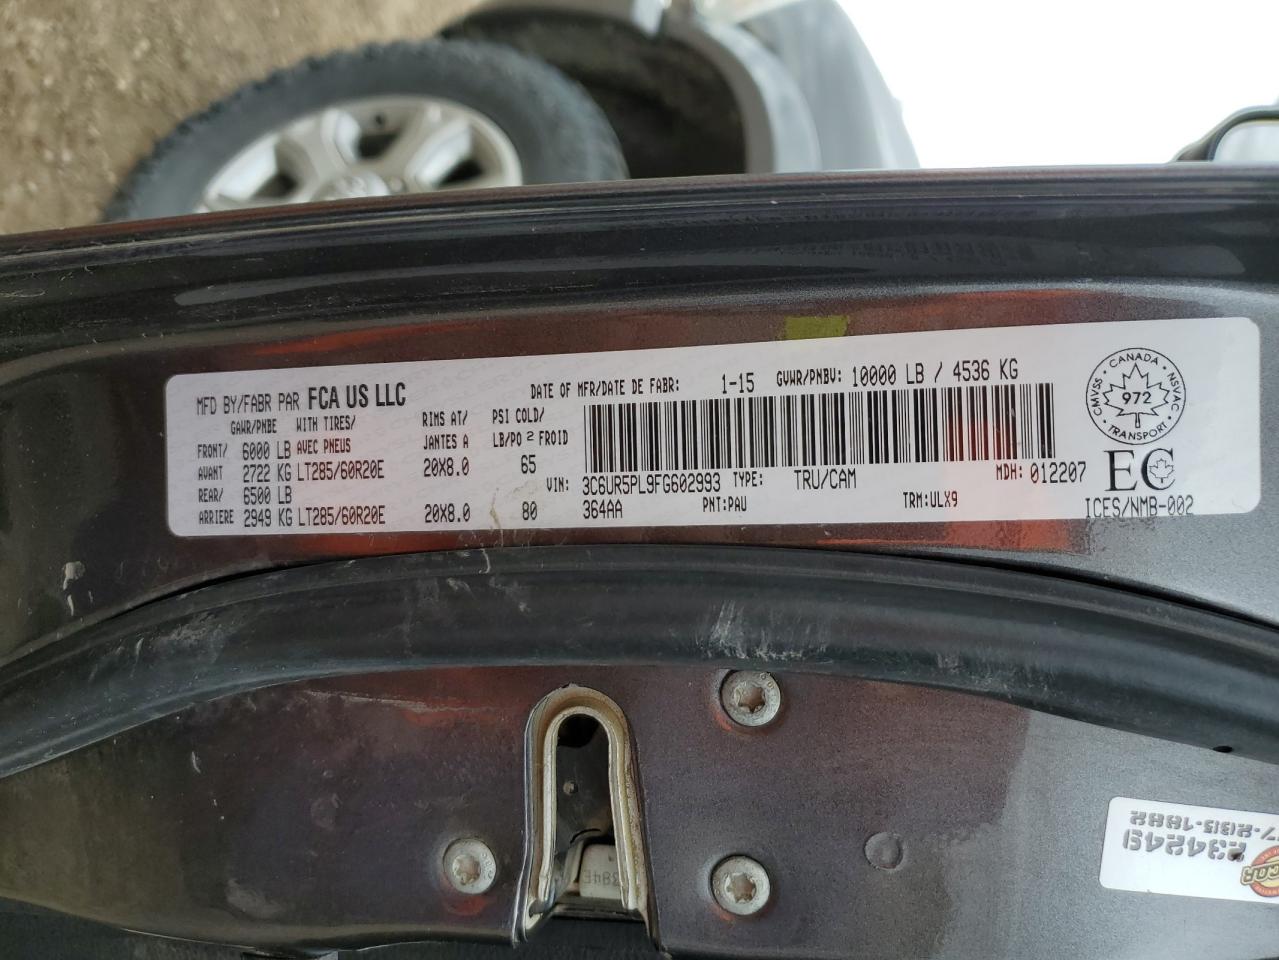 MFD BY/FABR PAR FCA US LLC
DATE OF MFR/DATE DE FABR: 1-15 GVWR/PNBV: 10000 LB / 4536 KG
GAWR/PNBE WITH TIRES/ RIMS AT/ PSI COLD/
FRONT/ 6000 LB AVEC PNEUS JANTES A LB/PO 2 FROID
AVANT 2722 KG LT285/60R20E 20X8.0 65
REAR/ 6500 LB
ARRIERE 2949 KG LT285/60R20E 20X8.0 80
VIN: 3C6UR5PL9FG602993 TYPE: TRU/CAM MDH: 012207
364AA PNT:PAU TRM:ULX9
CANADA
CMVSS NSVAC
972
TRANSPORT
EC
ICES/NMB-002
7-2135-1882